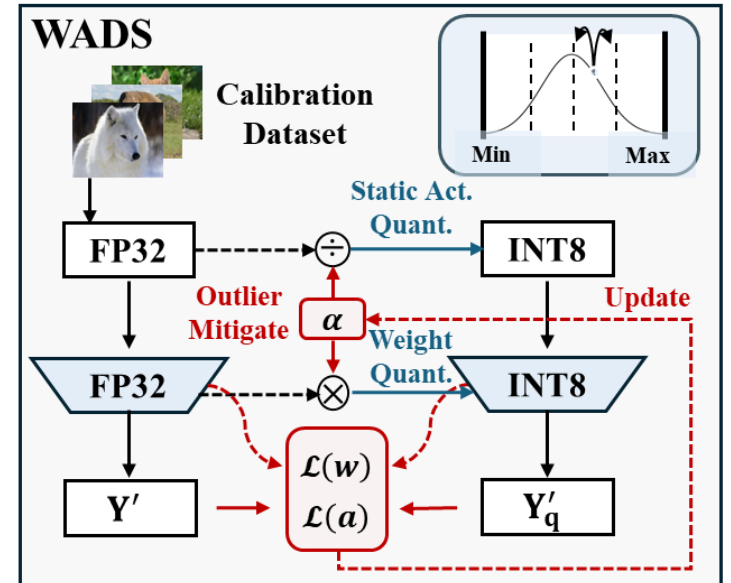 WADS
Calibration
Dataset
Min
Max
Static Act.
Quant.
FP32
÷
INT8
Outlier
Mitigate
α
Update
Weight
Quant.
FP32
⊗
INT8
ℒ(w)
ℒ(a)
Y′
Y′q